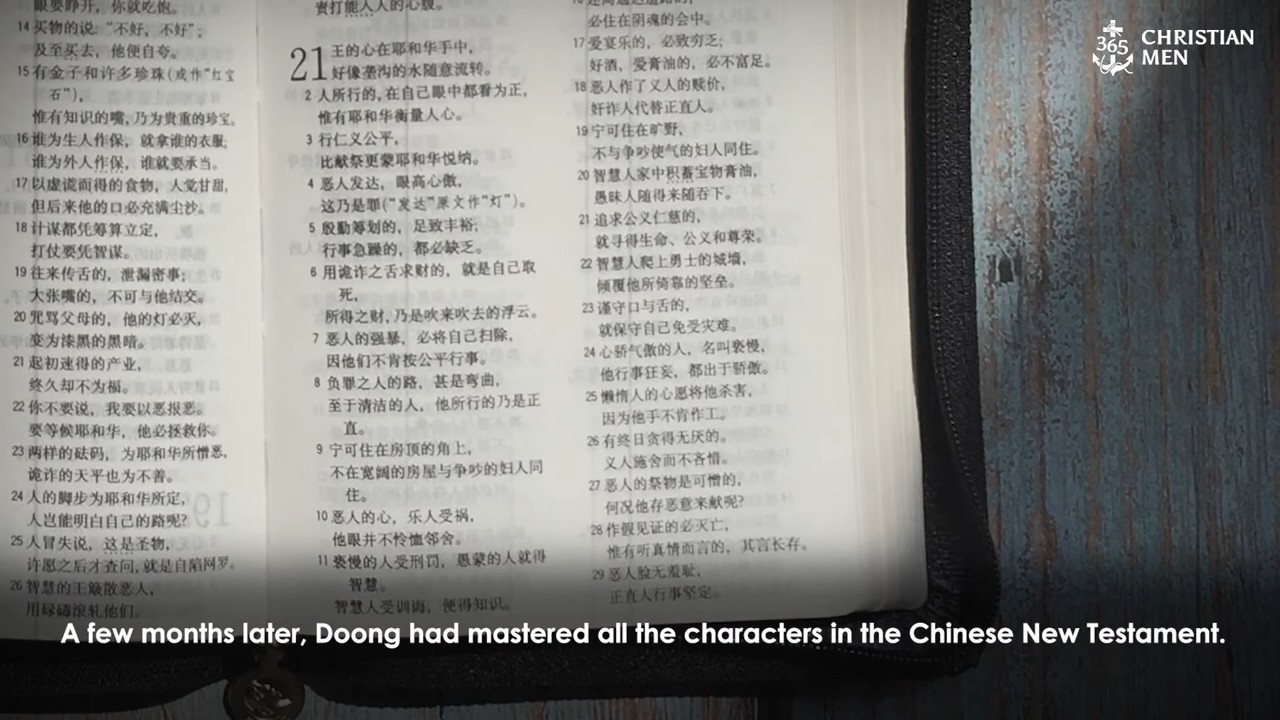 眼要睁开，你就吃饱。
14 买物的说：“不好，不好”；
及至买去，他便自夸。
15 有金子和许多珍珠（或作“红宝
石”），
惟有知识的嘴，乃为贵重的珍宝。
16 谁为生人作保，就拿谁的衣服；
谁为外人作保，谁就要承当。
17 以虚谎而得的食物，人觉甘甜，
但后来他的口必充满尘沙。
18 计谋都凭筹算立定，
打仗要凭智谋。
19 往来传舌的，泄漏密事；
大张嘴的，不可与他结交。
20 咒骂父母的，他的灯必灭，
变为漆黑的黑暗。
21 起初速得的产业，
终久却不为福。
22 你不要说，我要以恶报恶。
要等候耶和华，他必拯救你。
23 两样的砝码，为耶和华所憎恶，
诡诈的天平也为不善。
24 人的脚步为耶和华所定，
人岂能明白自己的路呢？
25 人冒失说，这是圣物，
许愿之后才查问，就是自陷网罗。
26 智慧的王簸散恶人，
用碌碡滚轧他们。
责打能入人的心腹。
21 王的心在耶和华手中，
好像垄沟的水随意流转。
2 人所行的，在自己眼中都看为正，
惟有耶和华衡量人心。
3 行仁义公平，
比献祭更蒙耶和华悦纳。
4 恶人发达，眼高心傲，
这乃是罪（“发达”原文作“灯”）。
5 殷勤筹划的，足致丰裕；
行事急躁的，都必缺乏。
6 用诡诈之舌求财的，就是自己取
死，
所得之财，乃是吹来吹去的浮云。
7 恶人的强暴，必将自己扫除，
因他们不肯按公平行事。
8 负罪之人的路，甚是弯曲，
至于清洁的人，他所行的乃是正
直。
9 宁可住在房顶的角上，
不在宽阔的房屋与争吵的妇人同
住。
10 恶人的心，乐人受祸，
他眼并不怜恤邻舍。
11 亵慢的人受刑罚，愚蒙的人就得
智慧。
智慧人受训诲，便得知识。
必住在阴魂的会中。
17 爱宴乐的，必致穷乏；
好酒，爱膏油的，必不富足。
18 恶人作了义人的赎价，
奸诈人代替正直人。
19 宁可住在旷野，
不与争吵使气的妇人同住。
20 智慧人家中积蓄宝物膏油，
愚昧人随得来随吞下。
21 追求公义仁慈的，
就寻得生命、公义和尊荣。
22 智慧人爬上勇士的城墙，
倾覆他所倚靠的坚垒。
23 谨守口与舌的，
就保守自己免受灾难。
24 心骄气傲的人，名叫亵慢，
他行事狂妄，都出于骄傲。
25 懒惰人的心愿将他杀害，
因为他手不肯作工。
26 有终日贪得无厌的。
义人施舍而不吝惜。
27 恶人的祭物是可憎的，
何况他存恶意来献呢？
28 作假见证的必灭亡，
惟有听真情而言的，其言长存。
29 恶人脸无羞耻，
正直人行事坚定。
365 CHRISTIAN
MEN
A few months later, Doong had mastered all the characters in the Chinese New Testament.